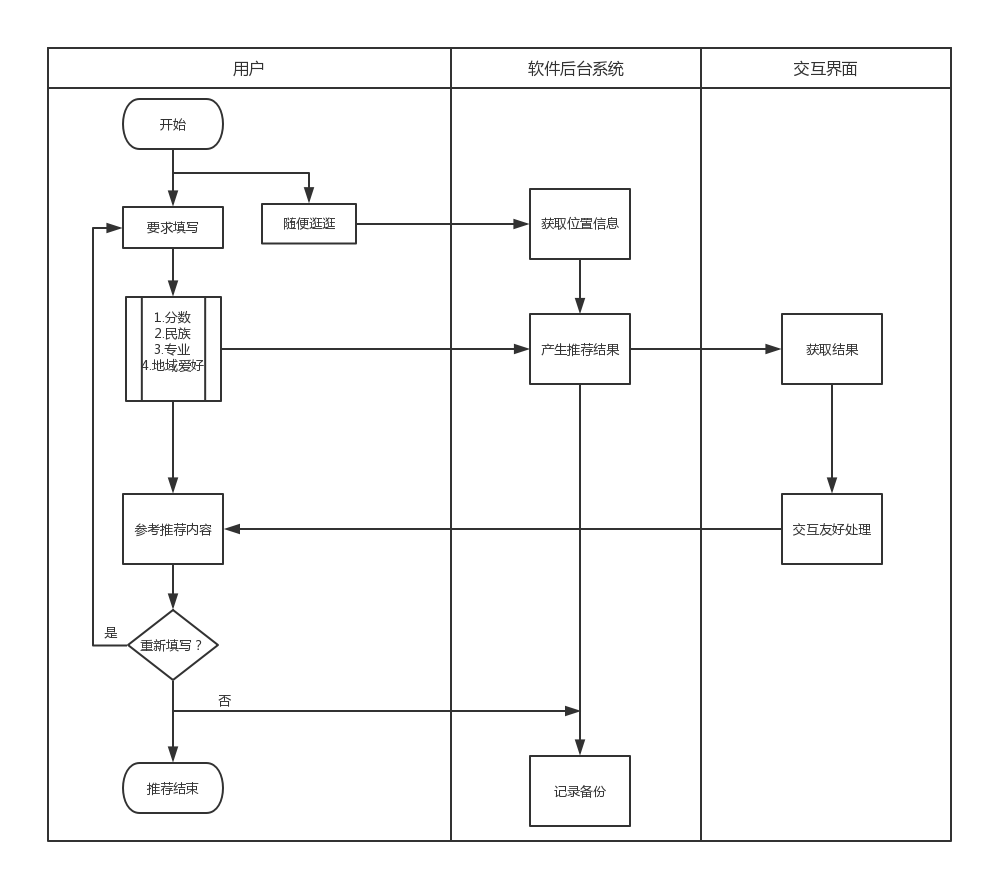 用户
软件后台系统
交互界面
开始
要求填写
随便逛逛
获取位置信息
1.分数
2.民族
3.专业
4.地域爱好
产生推荐结果
获取结果
参考推荐内容
交互友好处理
是
重新填写？
否
推荐结束
记录备份